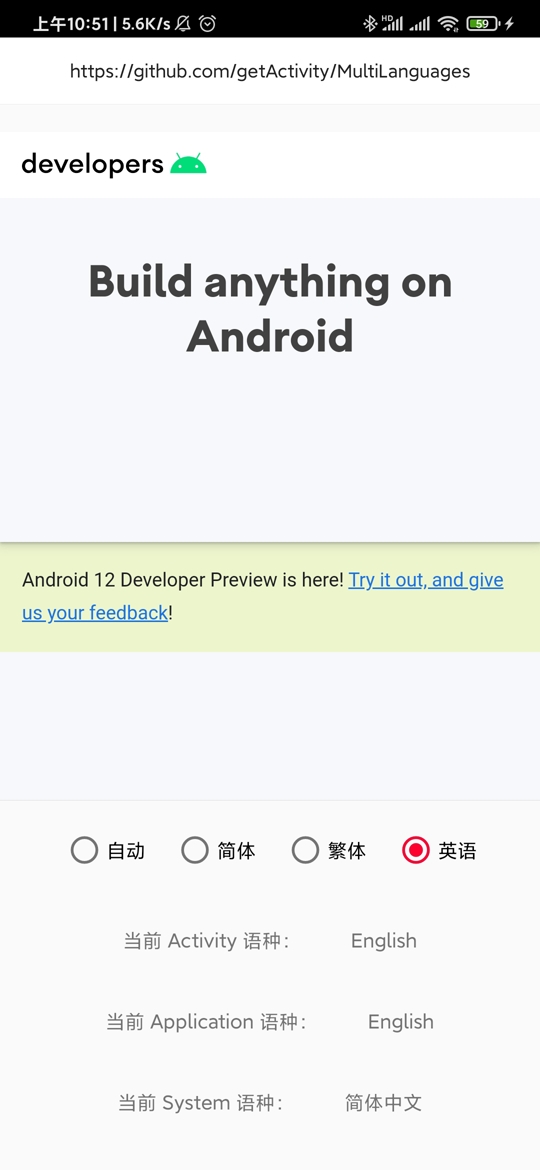 上午10:51 | 5.6K/s
HD
59
https://github.com/getActivity/MultiLanguages
developers
Build anything on
Android
Android 12 Developer Preview is here! Try it out, and give
us your feedback!
自动 简体 繁体 英语
当前 Activity 语种： English
当前 Application 语种： English
当前 System 语种： 简体中文